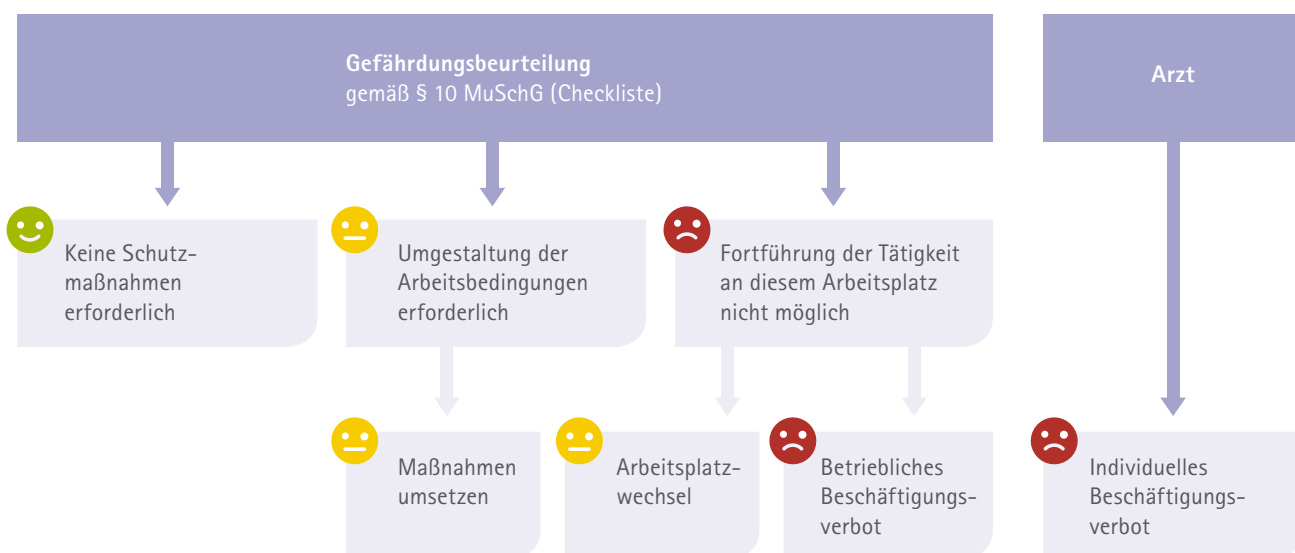 Gefährdungsbeurteilung
gemäß § 10 MuSchG (Checkliste)
Arzt
Keine Schutz-
maßnahmen
erforderlich
Umgestaltung der
Arbeitsbedingungen
erforderlich
Fortführung der Tätigkeit
an diesem Arbeitsplatz
nicht möglich
Maßnahmen
umsetzen
Arbeitsplatz-
wechsel
Betriebliches
Beschäftigungs-
verbot
Individuelles
Beschäftigungs-
verbot